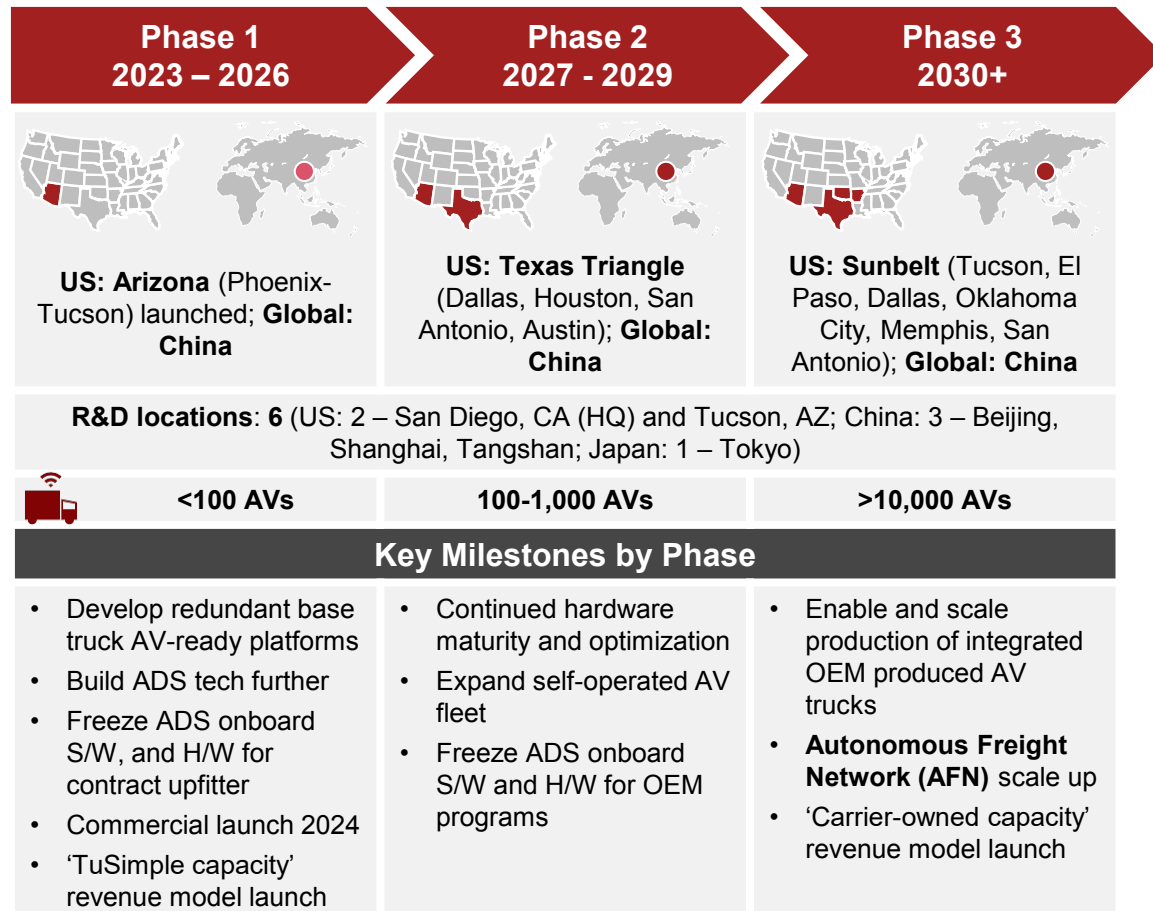 Phase 1
2023 – 2026
Phase 2
2027 - 2029
Phase 3
2030+
US: Arizona (Phoenix-
Tucson) launched; Global:
China
US: Texas Triangle
(Dallas, Houston, San
Antonio, Austin); Global:
China
US: Sunbelt (Tucson, El
Paso, Dallas, Oklahoma
City, Memphis, San
Antonio); Global: China
R&D locations: 6 (US: 2 – San Diego, CA (HQ) and Tucson, AZ; China: 3 – Beijing,
Shanghai, Tangshan; Japan: 1 – Tokyo)
<100 AVs
100-1,000 AVs
>10,000 AVs
Key Milestones by Phase
• Develop redundant base
truck AV-ready platforms
• Build ADS tech further
• Freeze ADS onboard
S/W, and H/W for
contract upfitter
• Commercial launch 2024
• ‘TuSimple capacity’
revenue model launch
• Continued hardware
maturity and optimization
• Expand self-operated AV
fleet
• Freeze ADS onboard
S/W and H/W for OEM
programs
• Enable and scale
production of integrated
OEM produced AV
trucks
• Autonomous Freight
Network (AFN) scale up
• ‘Carrier-owned capacity’
revenue model launch